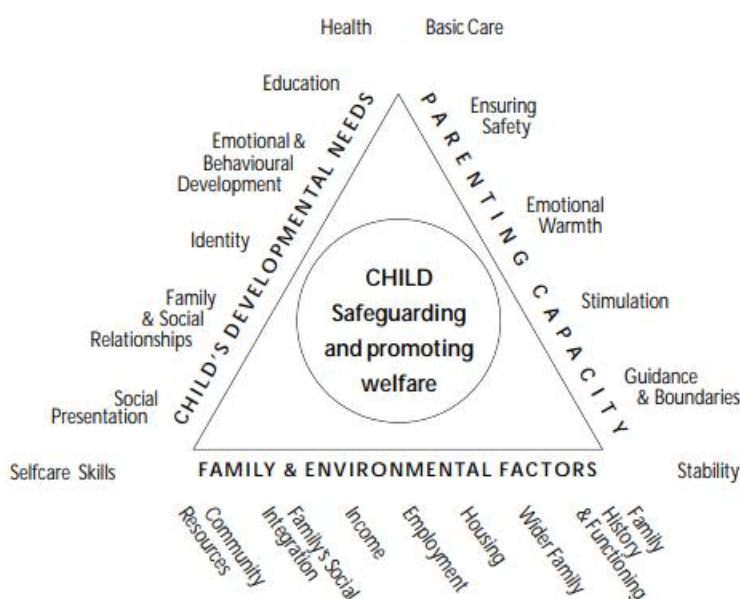 Health
Basic Care
Education
Ensuring
Safety
Emotional &
Behavioural
Development
Emotional
Warmth
Identity
Stimulation
Family
& Social
Relationships
Guidance
& Boundaries
Social
Presentation
Selfcare Skills
Stability
CHILD'S DEVELOPMENTAL NEEDS
PARENTING CAPACITY
CHILD
Safeguarding
and promoting
welfare
FAMILY & ENVIRONMENTAL FACTORS
Community
Resources
Family's Social
Integration
Income
Employment
Housing
Wider Family
Family
History
& Functioning